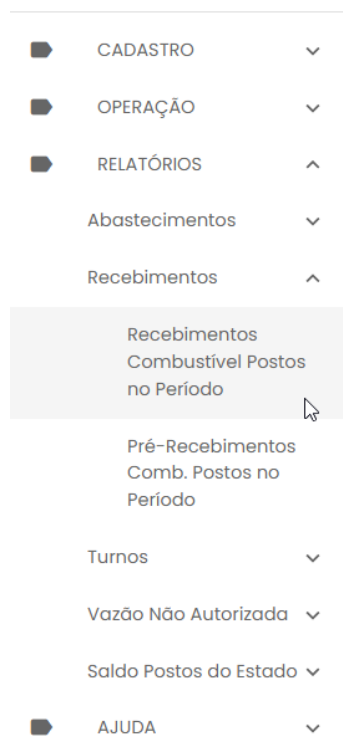 CADASTRO
OPERAÇÃO
RELATÓRIOS
Abastecimentos
Recebimentos
Recebimentos
Combustível Postos
no Período
Pré-Recebimentos
Comb. Postos no
Período
Turnos
Vazão Não Autorizada
Saldo Postos do Estado
AJUDA